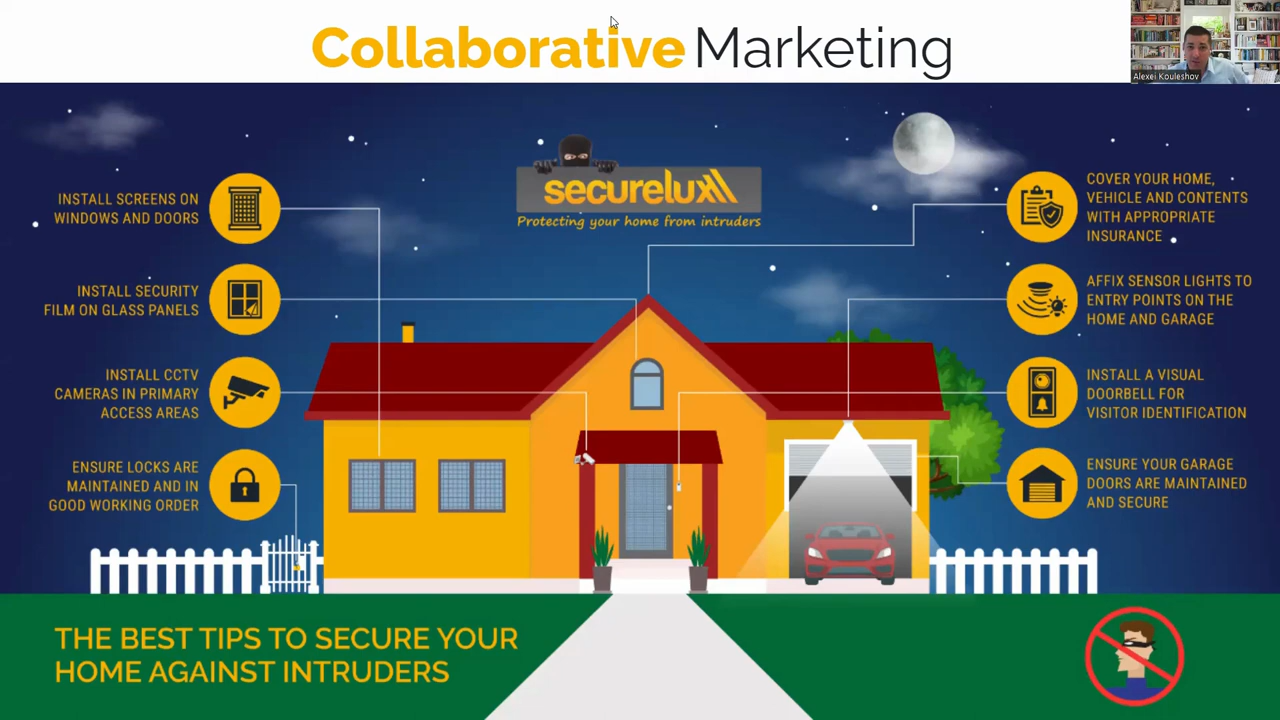 Collaborative Marketing
Alexei Kouleshov
securelux
Protecting your home from intruders
INSTALL SCREENS ON
WINDOWS AND DOORS
INSTALL SECURITY
FILM ON GLASS PANELS
INSTALL CCTV
CAMERAS IN PRIMARY
ACCESS AREAS
ENSURE LOCKS ARE
MAINTAINED AND IN
GOOD WORKING ORDER
COVER YOUR HOME,
VEHICLE AND CONTENTS
WITH APPROPRIATE
INSURANCE
AFFIX SENSOR LIGHTS TO
ENTRY POINTS ON THE
HOME AND GARAGE
INSTALL A VISUAL
DOORBELL FOR
VISITOR IDENTIFICATION
ENSURE YOUR GARAGE
DOORS ARE MAINTAINED
AND SECURE
THE BEST TIPS TO SECURE YOUR
HOME AGAINST INTRUDERS